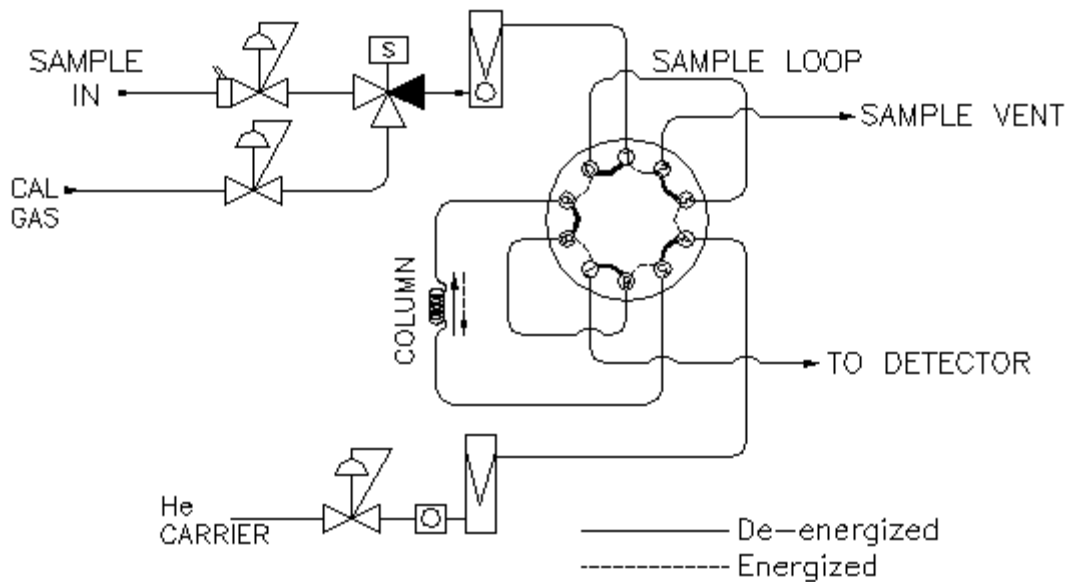 SAMPLE
IN
S
SAMPLE LOOP
SAMPLE VENT
CAL
GAS
COLUMN
TO DETECTOR
He
CARRIER
De-energized
Energized